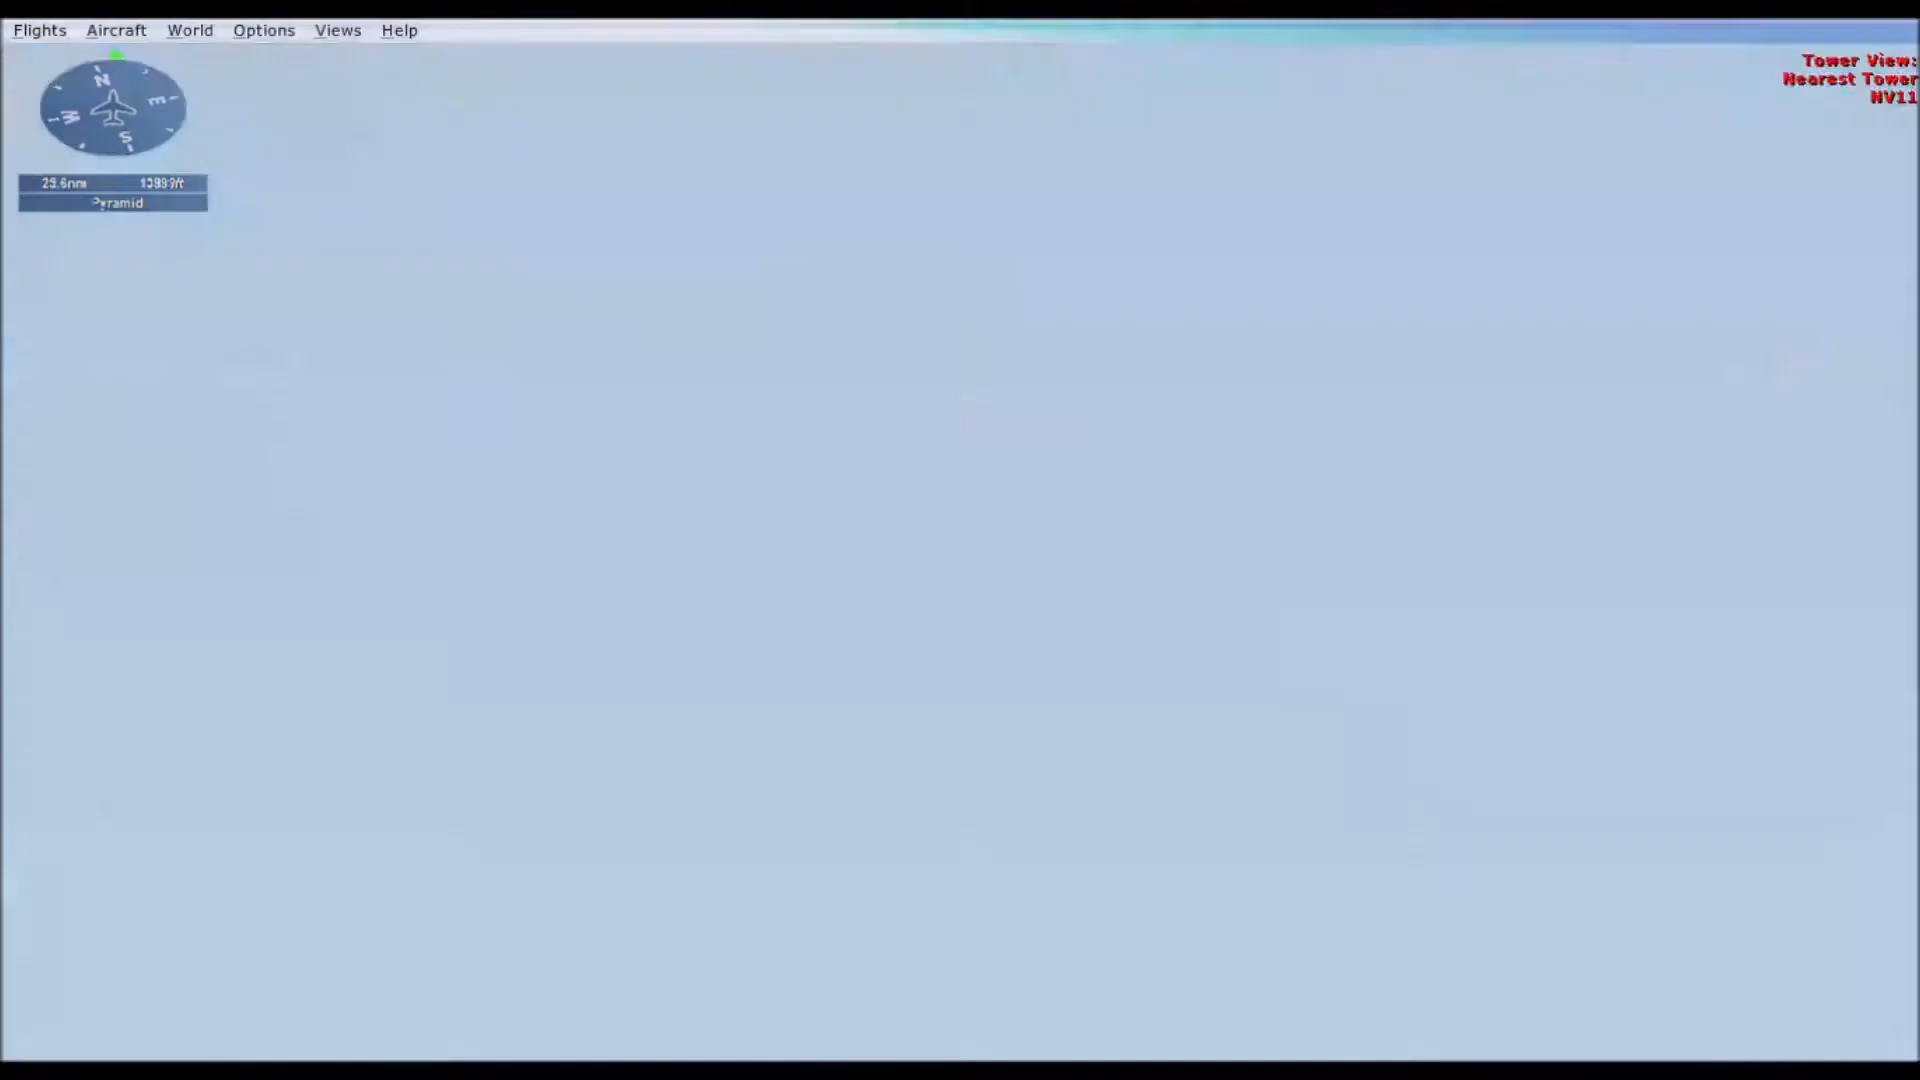 Flights Aircraft World Options Views Help
Tower View:
Nearest Tower
NV11
N
E
W
S
Pyramid